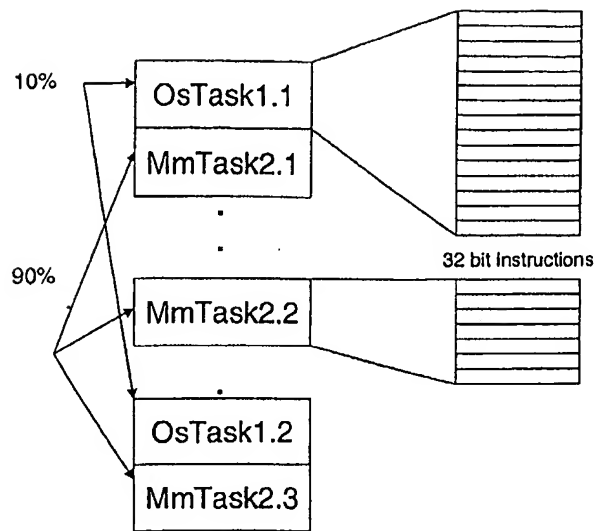 10%
OsTask1.1
MmTask2.1
32 bit instructions
90%
MmTask2.2
OsTask1.2
MmTask2.3